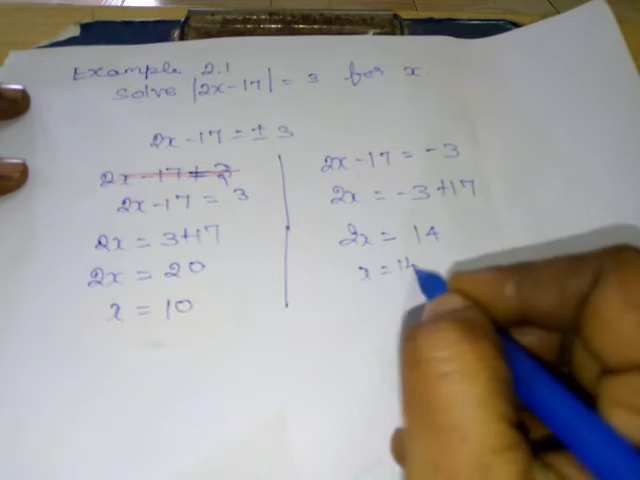 Example 2.1
Solve |2x-17| = 3 for x
2x-17 = ± 3
2x-17 = 3
2x = 3+17
2x = 20
x = 10
2x-17 = -3
2x = -3+17
2x = 14
x = 14